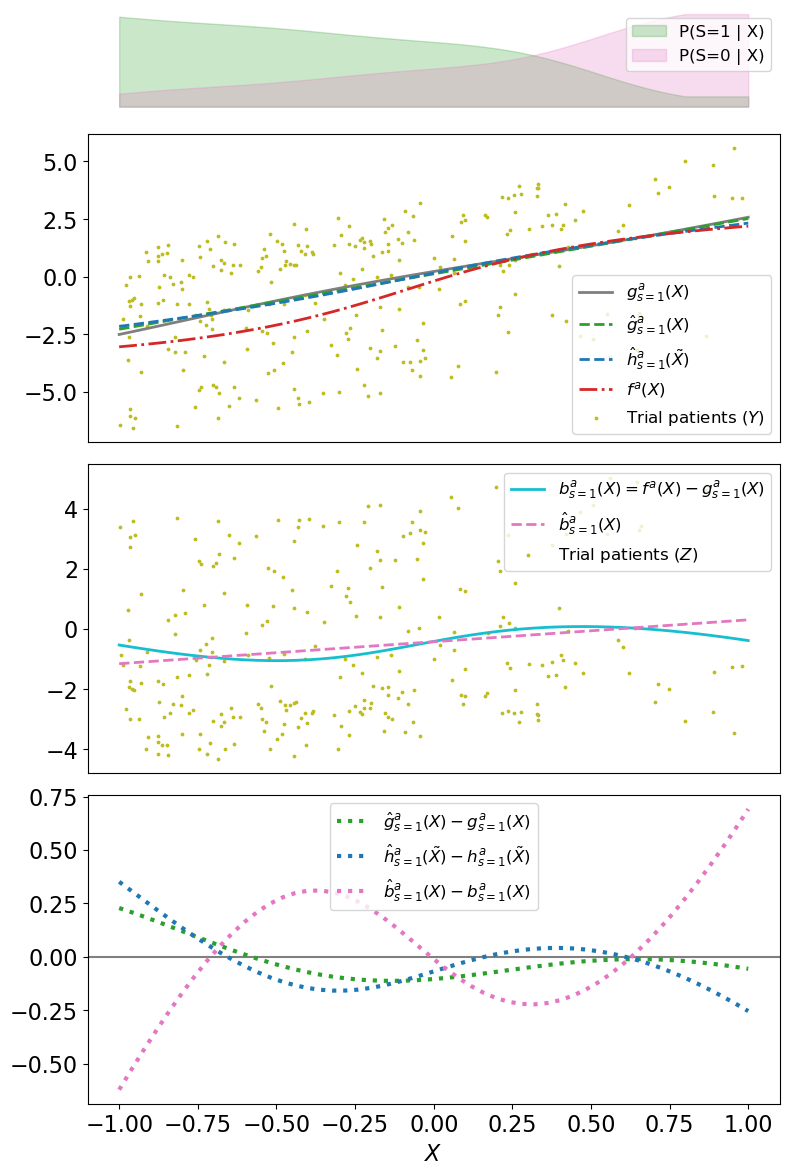 P(S=1 | X)
P(S=0 | X)
5.0
2.5
0.0
−2.5
−5.0
g^a_{s=1}(X)
ĝ^a_{s=1}(X)
ĥ^a_{s=1}(X̃)
f^a(X)
Trial patients (Y)
4
2
0
−2
−4
b^a_{s=1}(X) = f^a(X) − g^a_{s=1}(X)
b̂^a_{s=1}(X)
Trial patients (Z)
0.75
0.50
0.25
0.00
−0.25
−0.50
ĝ^a_{s=1}(X) − g^a_{s=1}(X)
ĥ^a_{s=1}(X̃) − h^a_{s=1}(X̃)
b̂^a_{s=1}(X) − b^a_{s=1}(X)
−1.00 −0.75 −0.50 −0.25 0.00 0.25 0.50 0.75 1.00
X